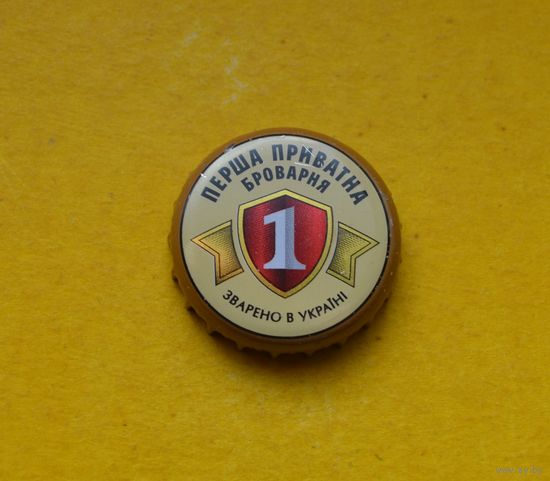 ПЕРША ПРИВАТНА
БРОВАРНЯ
1
ЗВАРЕНО В УКРАЇНІ